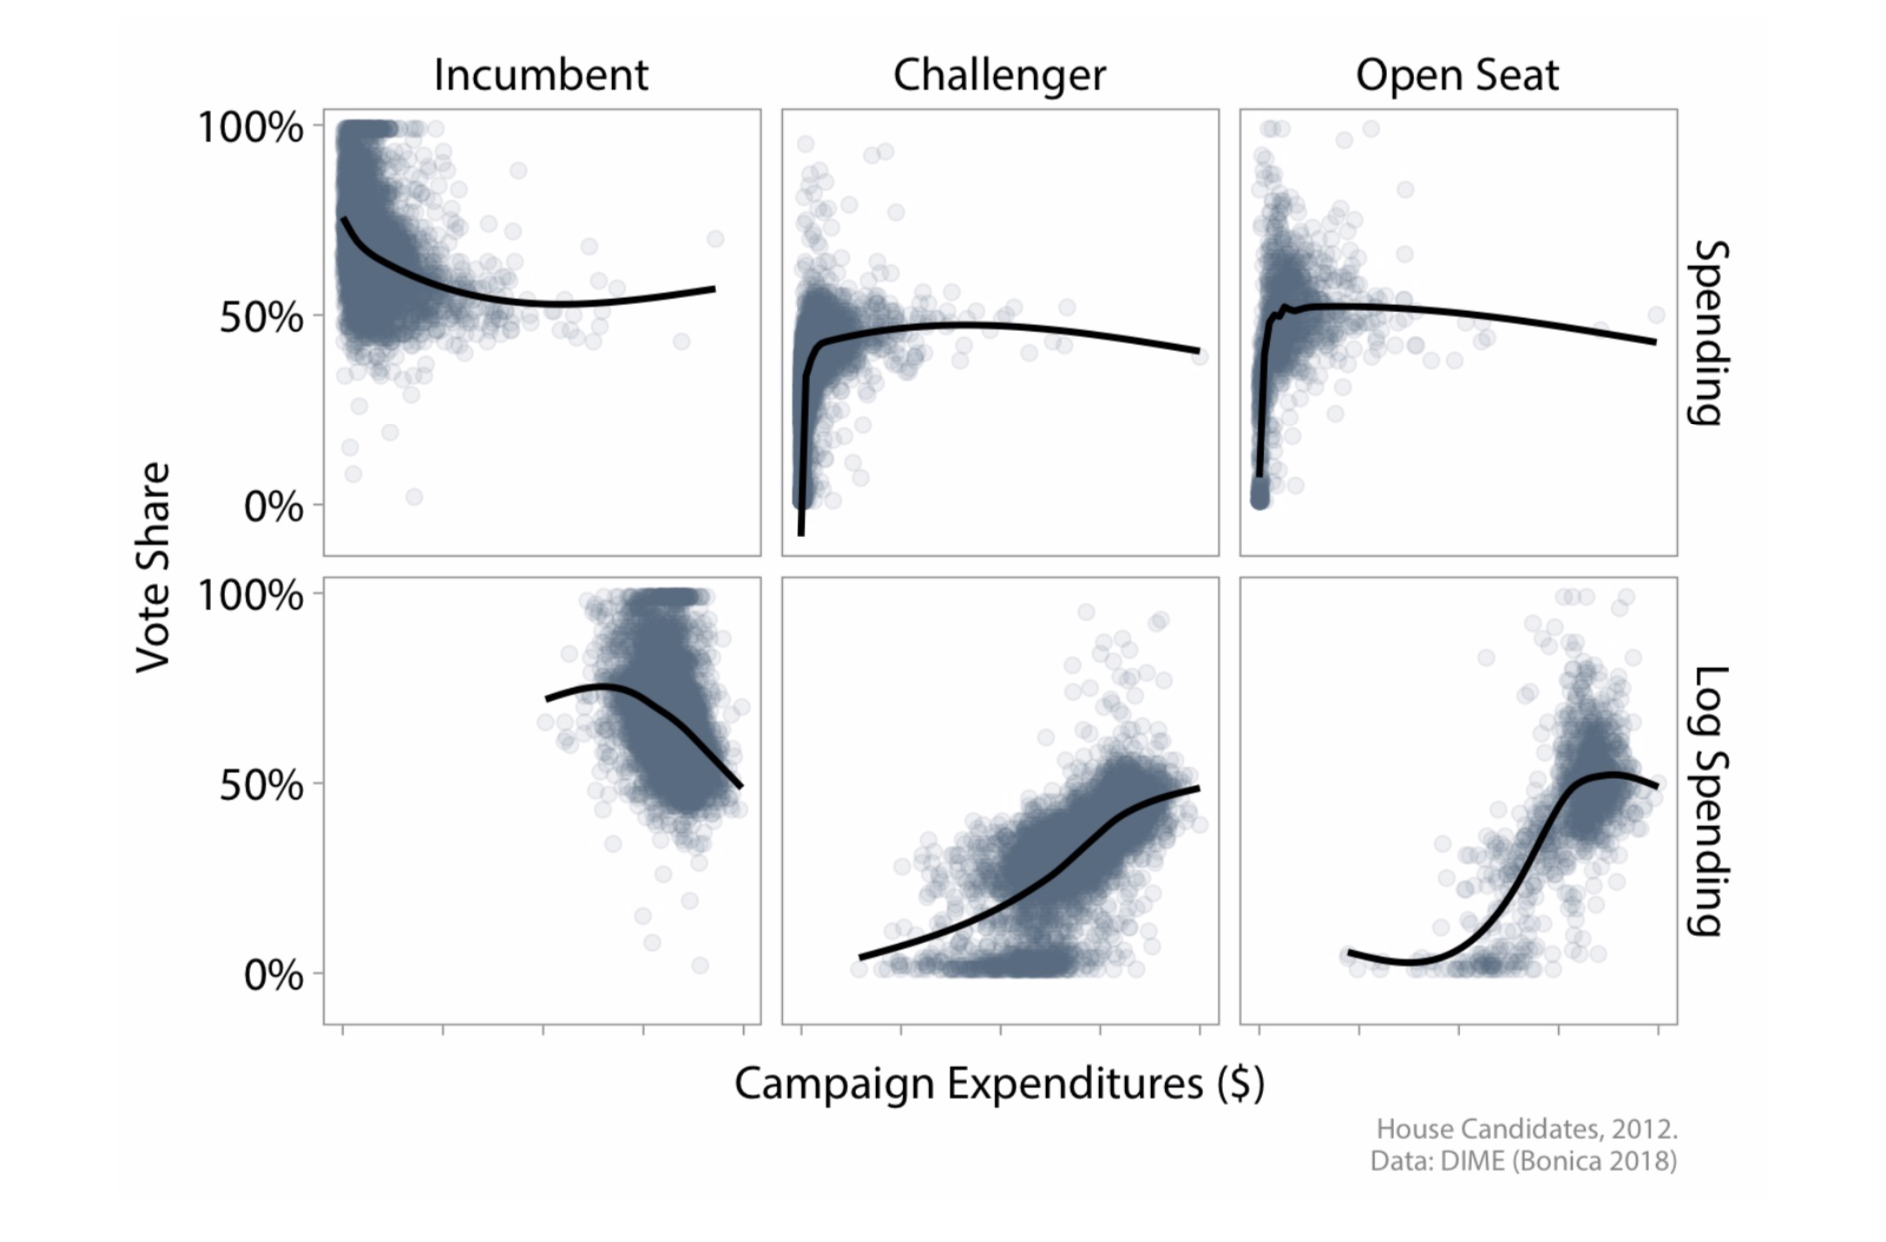 Incumbent
Challenger
Open Seat
100%
50%
0%
Spending
Vote Share
100%
50%
0%
Log Spending
Campaign Expenditures ($)
House Candidates, 2012.
Data: DIME (Bonica 2018)